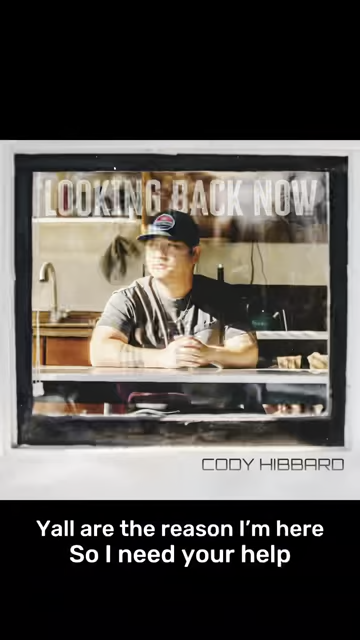 LOOKING BACK NOW
CODY HIBBARD
Yall are the reason I'm here
So I need your help